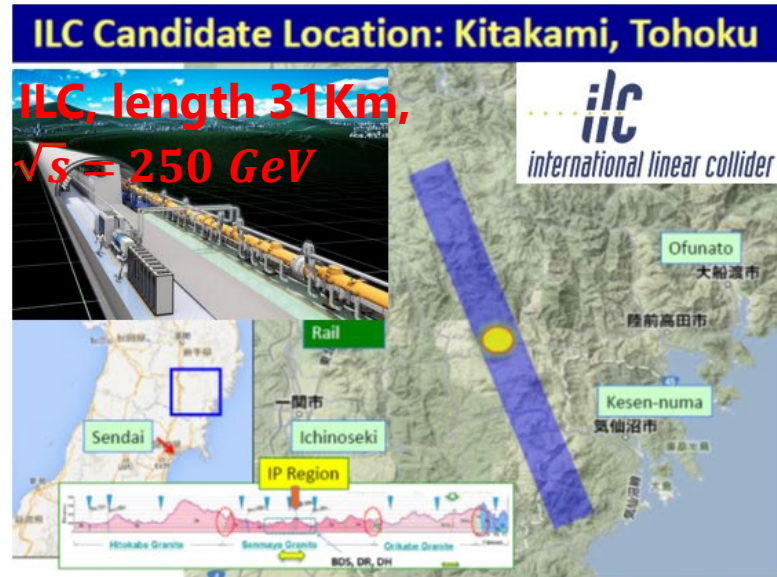 ILC Candidate Location: Kitakami, Tohoku
ILC, length 31Km,
√s = 250 GeV
ilc
international linear collider
Ofunato
大船渡市
陸前高田市
Rail
一関市
Ichinoseki
Kesen-numa
気仙沼市
大島
Sendai
IP Region
Hitokabe Granite
Senmaya Granite
Orikabe Granite
BDS, DR, DH